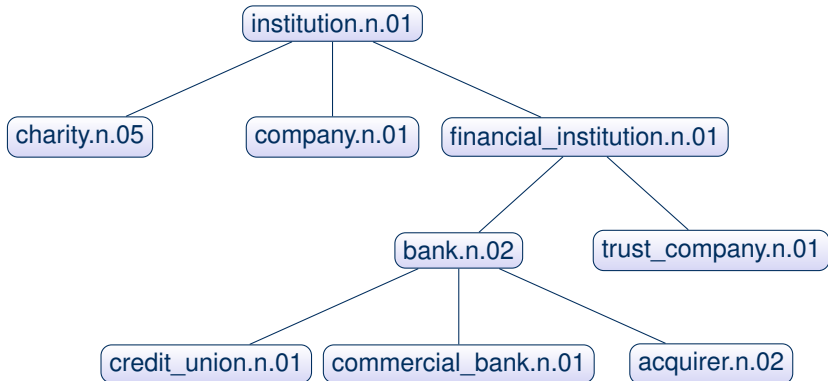 institution.n.01
charity.n.05
company.n.01
financial_institution.n.01
bank.n.02
trust_company.n.01
credit_union.n.01
commercial_bank.n.01
acquirer.n.02